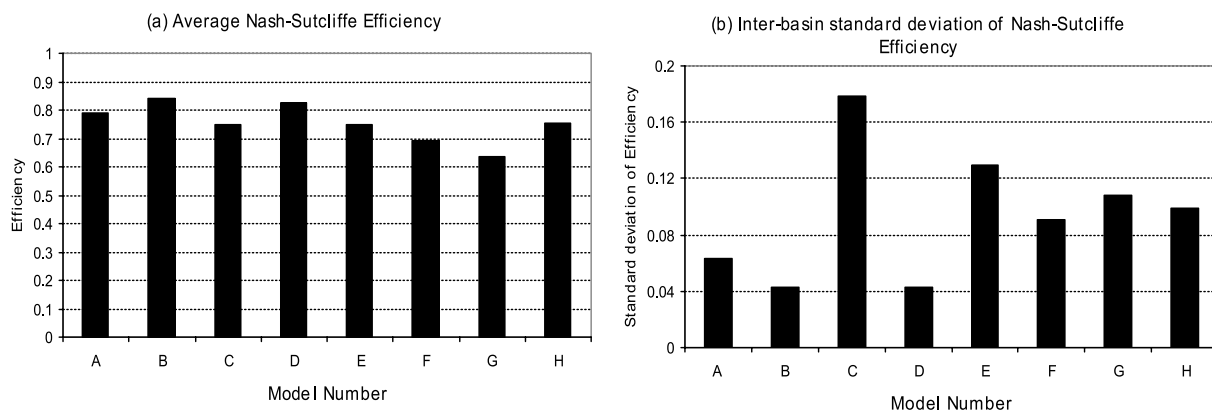 (a) Average Nash-Sutcliffe Efficiency
Efficiency
1
0.9
0.8
0.7
0.6
0.5
0.4
0.3
0.2
0.1
0
A B C D E F G H
Model Number
(b) Inter-basin standard deviation of Nash-Sutcliffe
Efficiency
Standard deviation of Efficiency
0.2
0.16
0.12
0.08
0.04
0
A B C D E F G H
Model Number